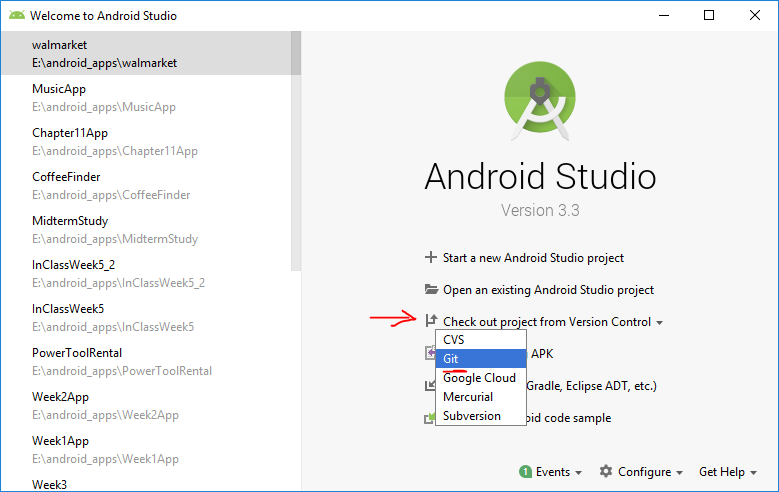 Welcome to Android Studio
walmarket
E:\android_apps\walmarket
MusicApp
E:\android_apps\MusicApp
Chapter11App
E:\android_apps\Chapter11App
CoffeeFinder
E:\android_apps\CoffeeFinder
MidtermStudy
E:\android_apps\MidtermStudy
InClassWeek5_2
E:\android_apps\InClassWeek5_2
InClassWeek5
E:\android_apps\InClassWeek5
PowerToolRental
E:\android_apps\PowerToolRental
Week2App
E:\android_apps\Week2App
Week1App
E:\android_apps\Week1App
Week3
Android Studio
Version 3.3
Start a new Android Studio project
Open an existing Android Studio project
Check out project from Version Control
CVS
Git
Google Cloud
Mercurial
Subversion
APK
Gradle, Eclipse ADT, etc.)
oid code sample
1 Events
Configure
Get Help